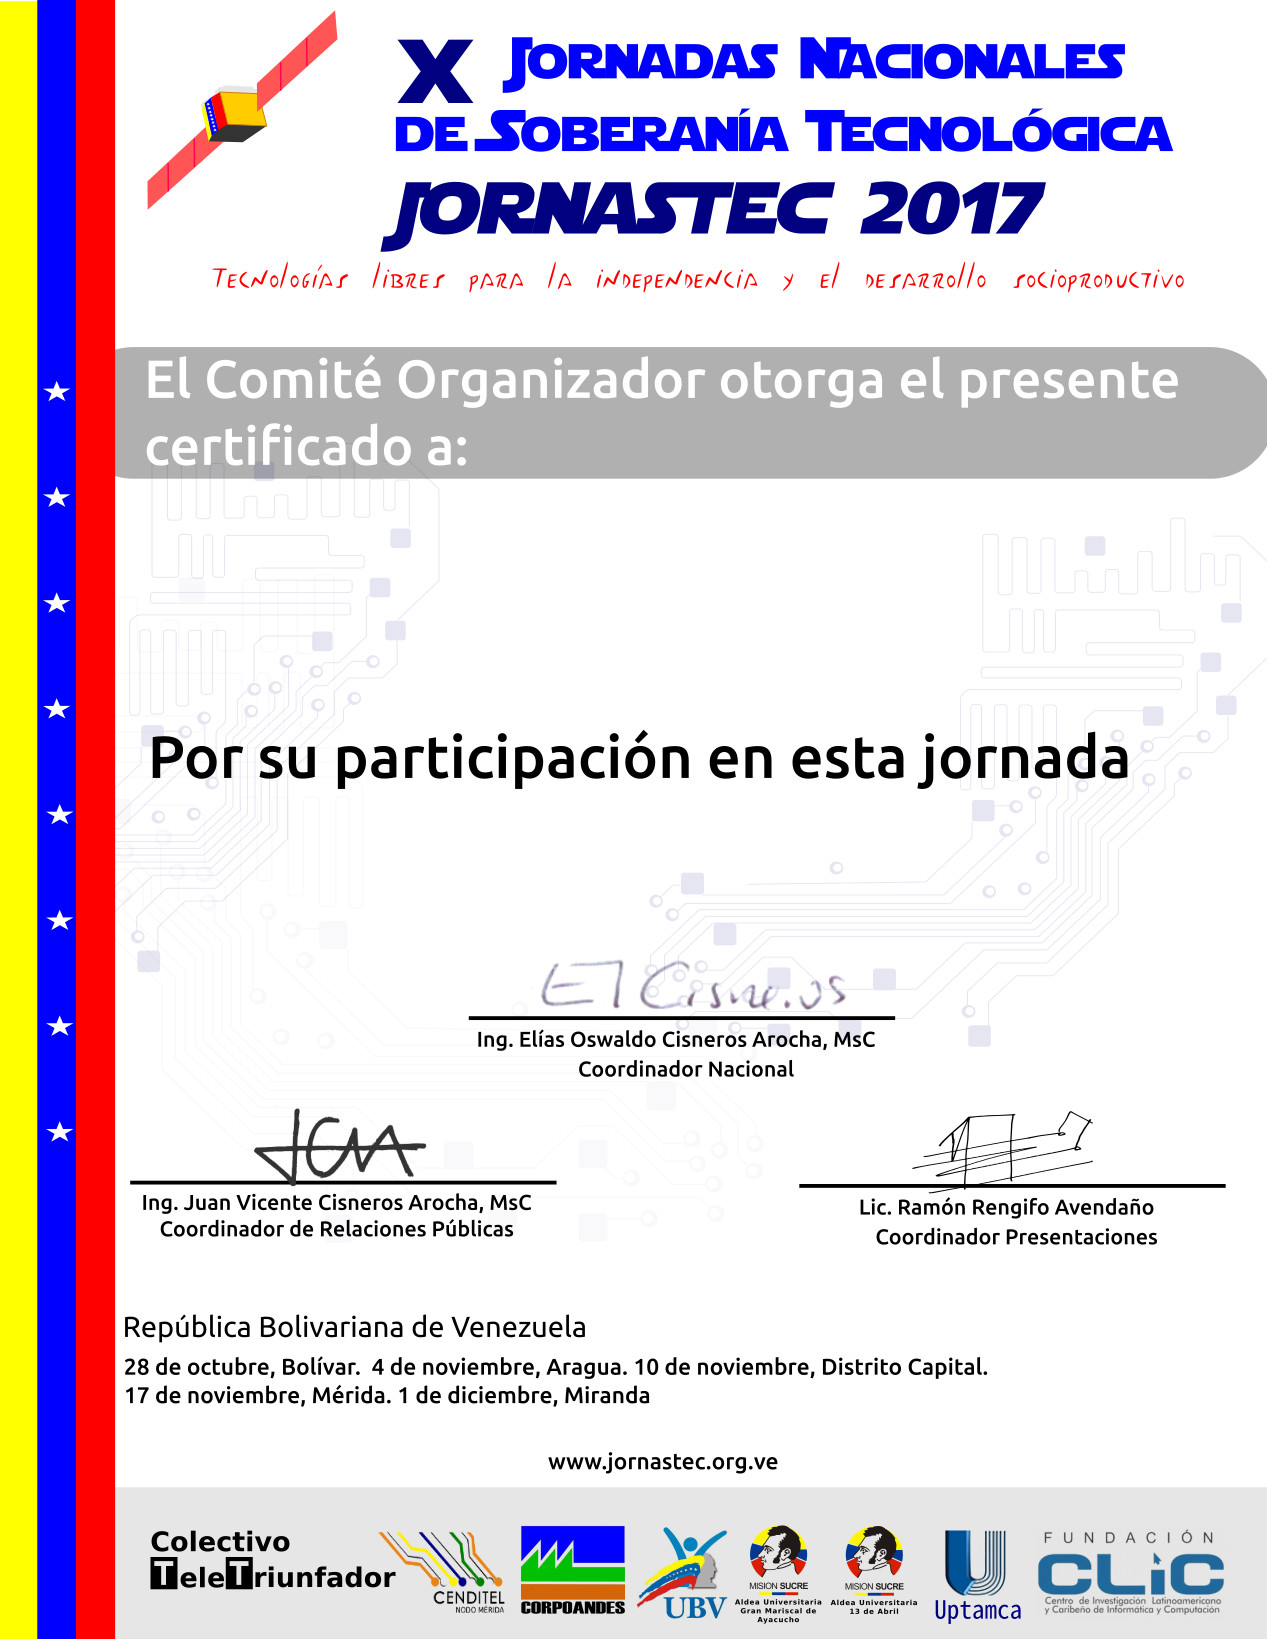 X Jornadas Nacionales
de Soberanía Tecnológica
JORNASTEC 2017
Tecnologías libres para la independencia y el desarrollo socioproductivo
El Comité Organizador otorga el presente
certificado a:
Por su participación en esta jornada
El Cisneros
Ing. Elías Oswaldo Cisneros Arocha, MsC
Coordinador Nacional
JCA
Ing. Juan Vicente Cisneros Arocha, MsC
Coordinador de Relaciones Públicas
Lic. Ramón Rengifo Avendaño
Coordinador Presentaciones
República Bolivariana de Venezuela
28 de octubre, Bolívar. 4 de noviembre, Aragua. 10 de noviembre, Distrito Capital.
17 de noviembre, Mérida. 1 de diciembre, Miranda
www.jornastec.org.ve
Colectivo
TeleTriunfador
CENDITEL
NODO MÉRIDA
CORPOANDES
UBV
MISION SUCRE
Aldea Universitaria
Gran Mariscal de
Ayacucho
MISION SUCRE
Aldea Universitaria
13 de Abril
Uptamca
FUNDACIÓN
CLIC
Centro de Investigación Latinoamericano
y Caribeño de Informática y Computación